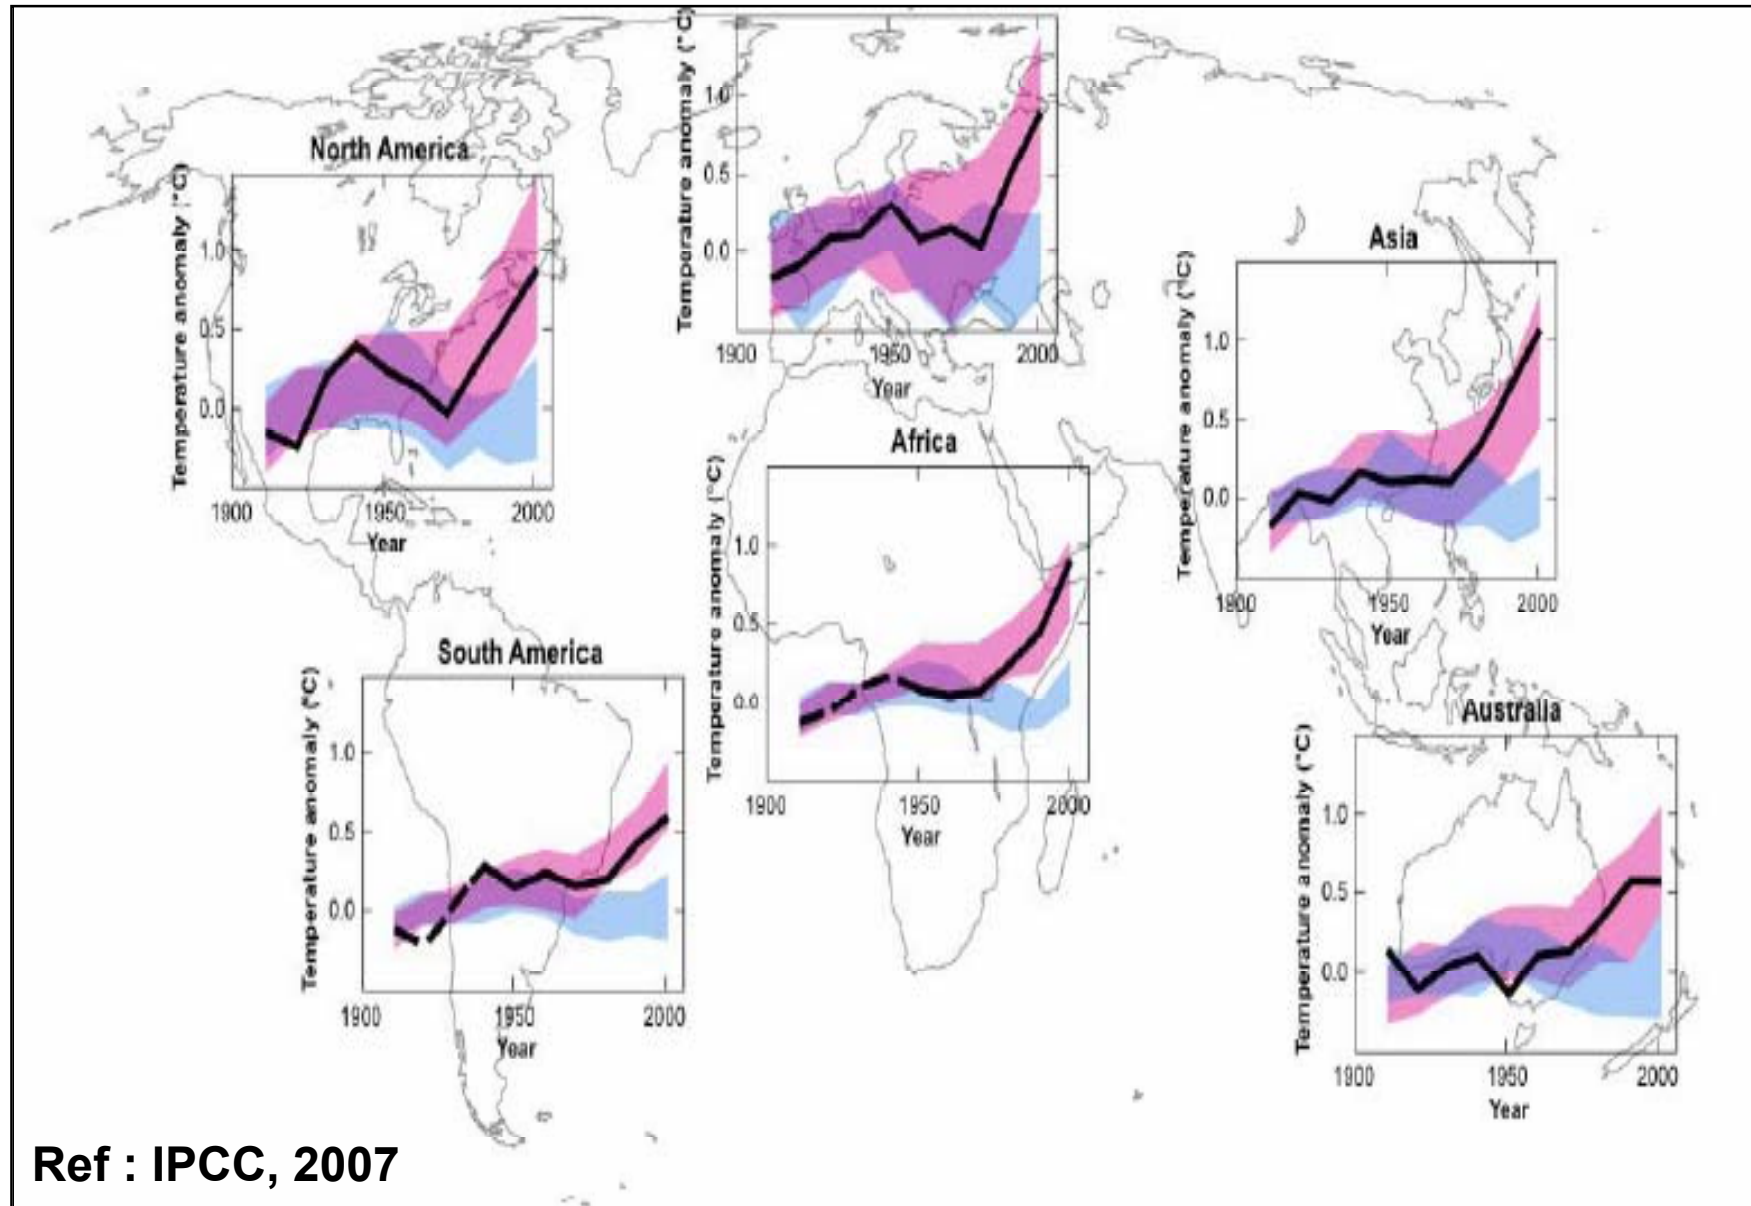 North America
Temperature anomaly (°C)
1.0
0.5
0.0
1900 1950 2000
Year
Temperature anomaly (°C)
1.0
0.5
0.0
1900 1950 2000
Year
Asia
Temperature anomaly (°C)
1.0
0.5
0.0
1900 1950 2000
Year
Africa
Temperature anomaly (°C)
1.0
0.5
0.0
1900 1950 2000
Year
South America
Temperature anomaly (°C)
1.0
0.5
0.0
1900 1950 2000
Year
Australia
Temperature anomaly (°C)
1.0
0.5
0.0
1900 1950 2000
Year
Ref : IPCC, 2007